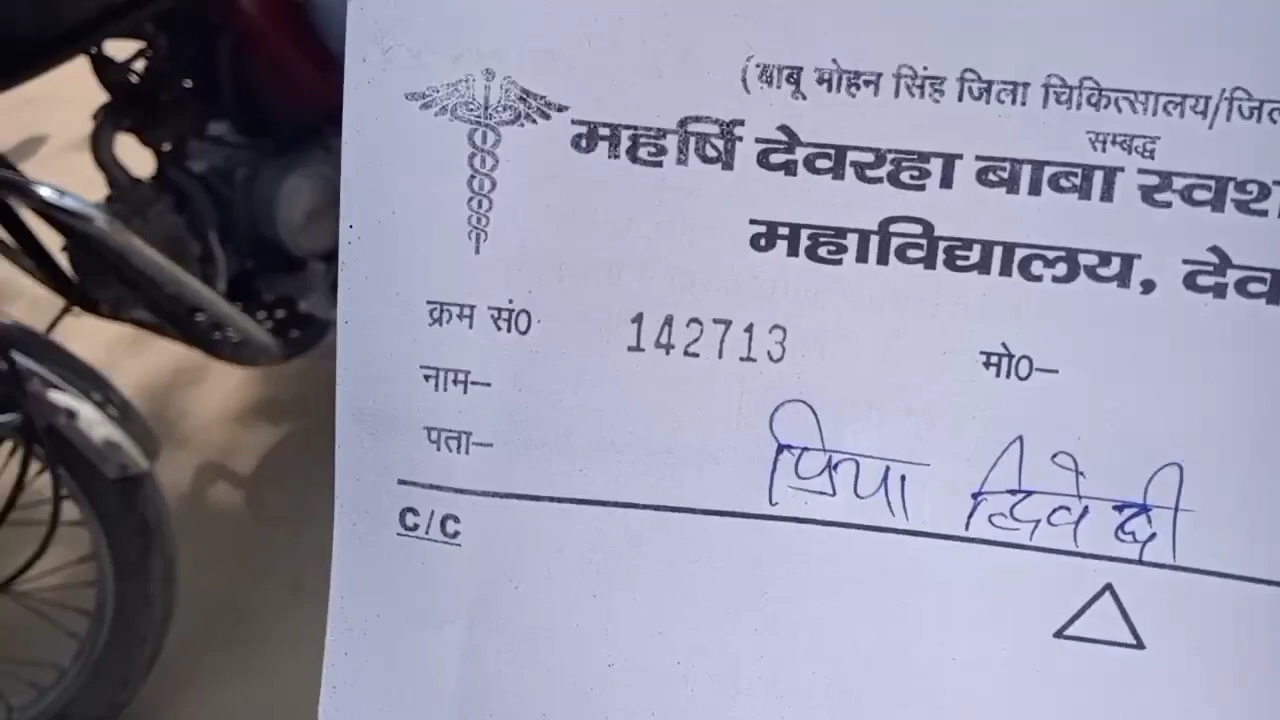 (बाबू मोहन सिंह जिला चिकित्सालय/जिल
सम्बद्ध
महर्षि देवरहा बाबा स्वश
महाविद्यालय, देव
क्रम सं0 142713 मो0–
नाम–
पता–
प्रिया द्विवेदी
C/C